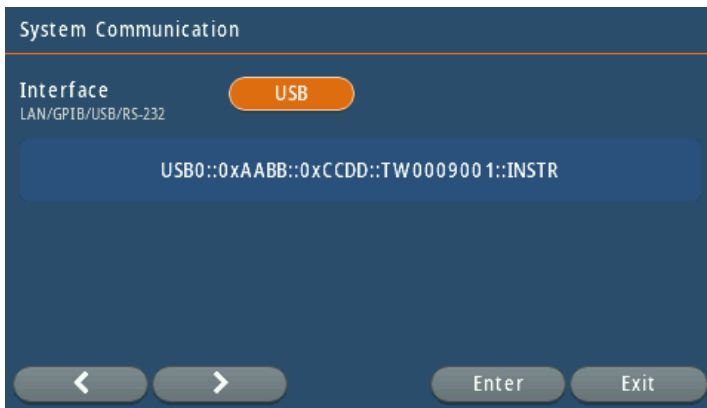 System Communication
Interface
USB
LAN/GPIB/USB/RS-232
USB0::0xAABB::0xCCDD::TW0009001::INSTR
Enter
Exit